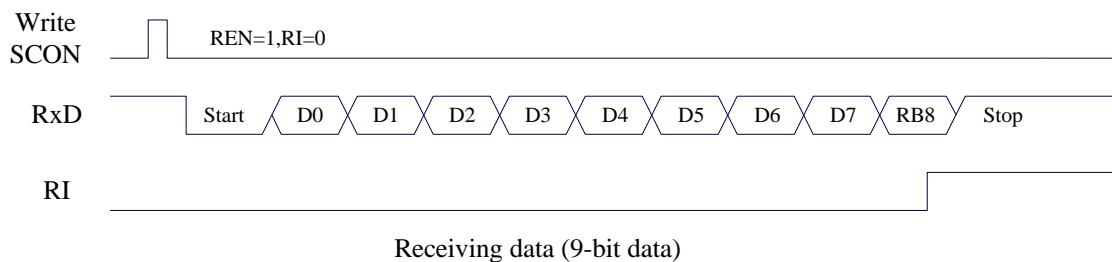 Write
SCON
REN=1,RI=0
RxD
Start D0 D1 D2 D3 D4 D5 D6 D7 RB8 Stop
RI
Receiving data (9-bit data)